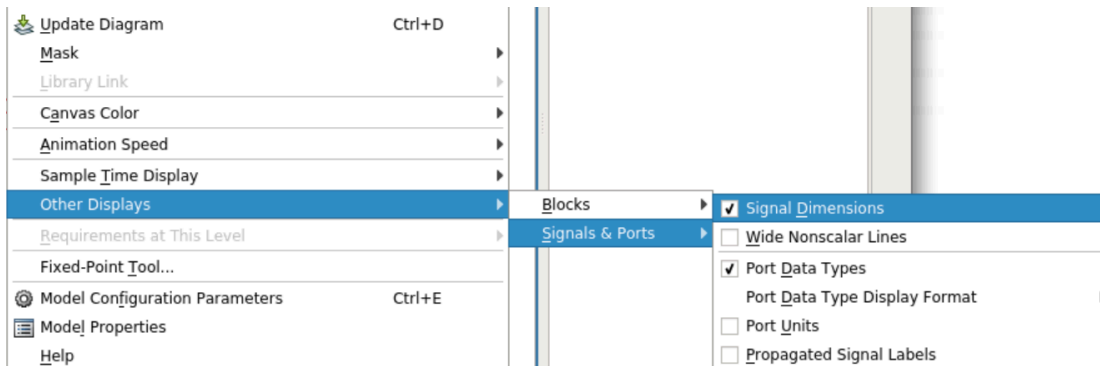 Update Diagram Ctrl+D
Mask
Library Link
Canvas Color
Animation Speed
Sample Time Display
Other Displays
Requirements at This Level
Fixed-Point Tool...
Model Configuration Parameters Ctrl+E
Model Properties
Help
Blocks
Signals & Ports
Signal Dimensions
Wide Nonscalar Lines
Port Data Types
Port Data Type Display Format
Port Units
Propagated Signal Labels